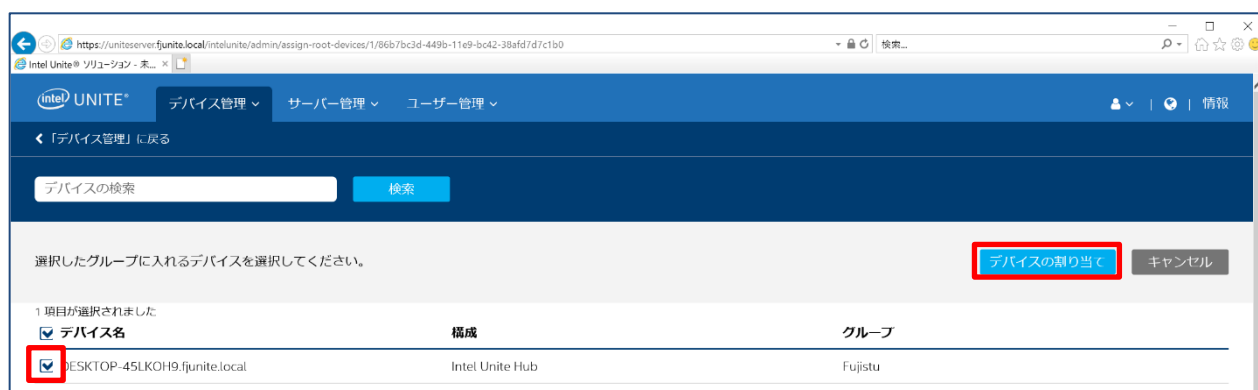 https://uniteserver.fjunite.local/intelunite/admin/assign-root-devices/1/86b7bc3d-449b-11e9-bc42-38afd7d7c1b0
検索...
Intel Unite® ソリューション - 未...
intel UNITE® デバイス管理 サーバー管理 ユーザー管理 情報
「デバイス管理」に戻る
デバイスの検索 検索
選択したグループに入れるデバイスを選択してください。 デバイスの割り当て キャンセル
1 項目が選択されました
デバイス名 構成 グループ
DESKTOP-45LKOH9.fjunite.local Intel Unite Hub Fujistu